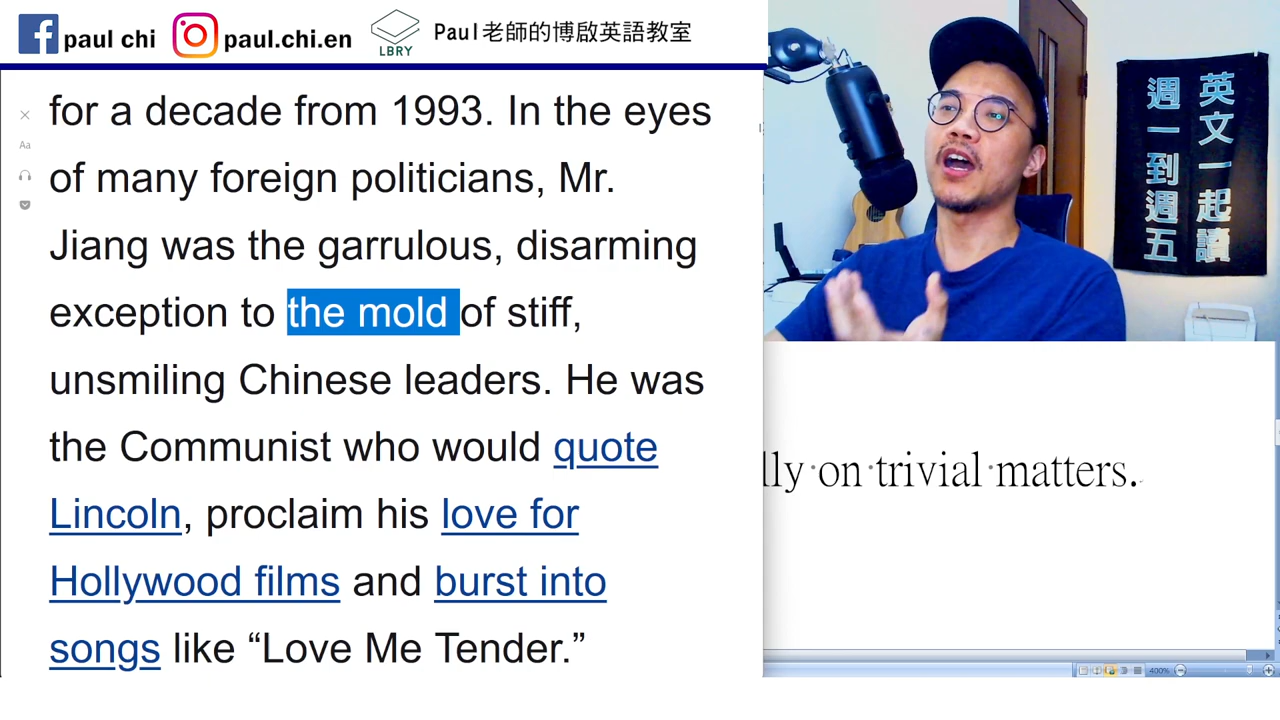 paul chi
paul.chi.en
LBRY
Paul老師的博啟英語教室
for a decade from 1993. In the eyes
of many foreign politicians, Mr.
Jiang was the garrulous, disarming
exception to the mold of stiff,
unsmiling Chinese leaders. He was
the Communist who would quote
Lincoln, proclaim his love for
Hollywood films and burst into
songs like “Love Me Tender.”
Aa
英文一起讀
週一到週五
lly on trivial matters.
400%